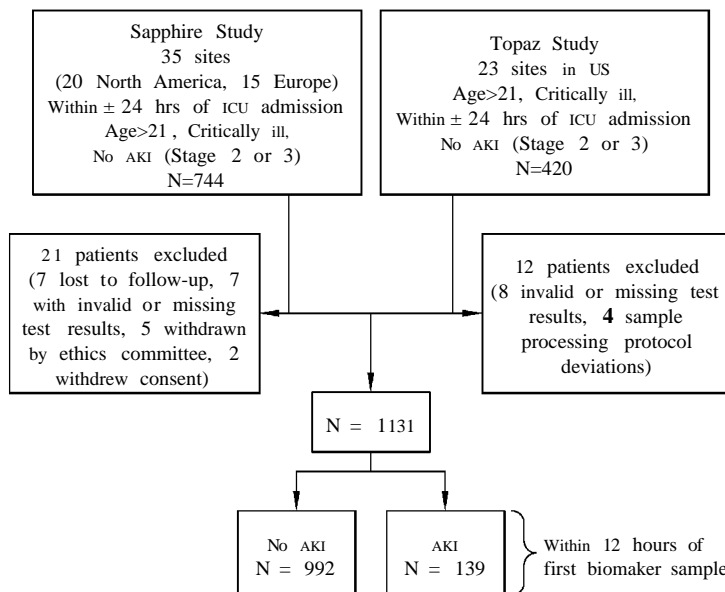 Sapphire Study
35 sites
(20 North America, 15 Europe)
Within ± 24 hrs of ICU admission
Age>21, Critically ill,
No AKI (Stage 2 or 3)
N=744
Topaz Study
23 sites in US
Age>21, Critically ill,
Within ± 24 hrs of ICU admission
No AKI (Stage 2 or 3)
N=420
21 patients excluded
(7 lost to follow-up, 7
with invalid or missing
test results, 5 withdrawn
by ethics committee, 2
withdrew consent)
12 patients excluded
(8 invalid or missing test
results, 4 sample
processing protocol
deviations)
N = 1131
No AKI
N = 992
AKI
N = 139
Within 12 hours of
first biomaker sample